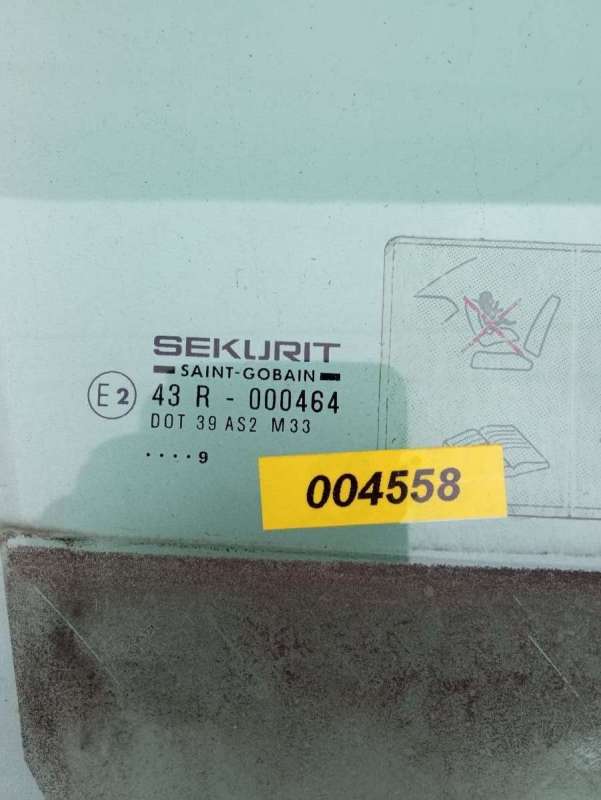 SEKURIT
SAINT-GOBAIN
E2 43 R - 000464
DOT 39 AS2 M33
....9
004558